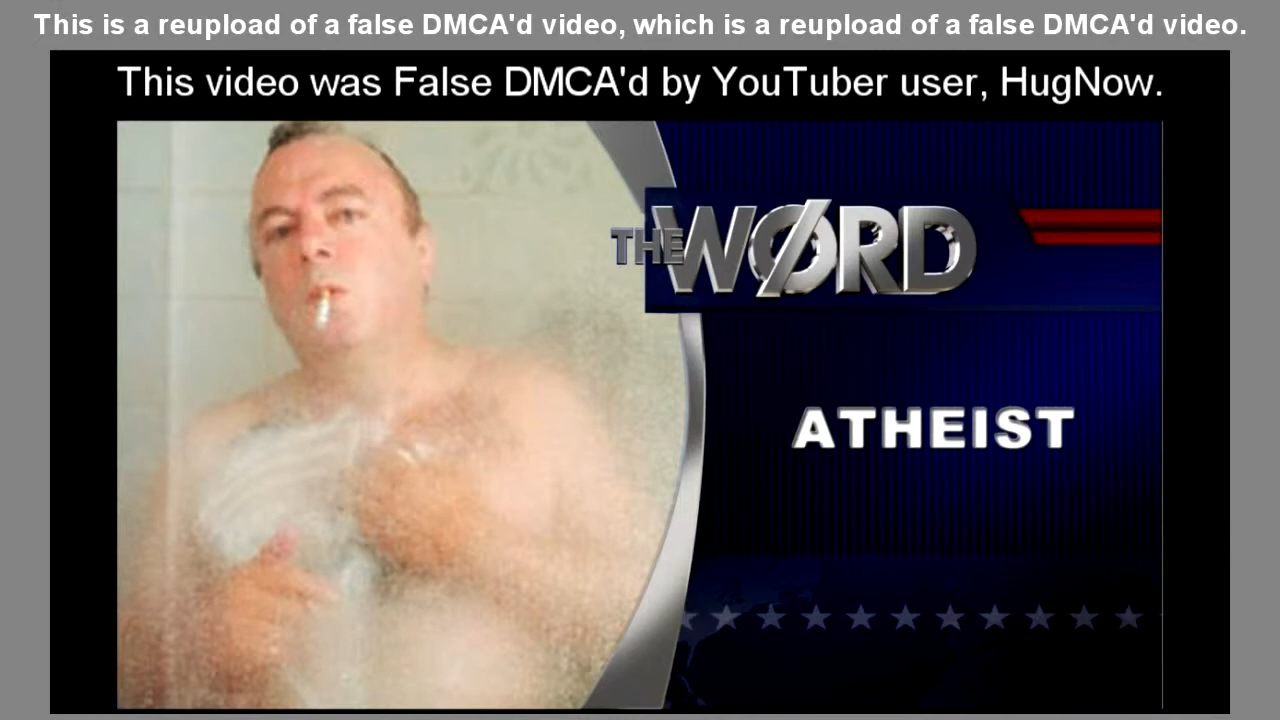 This is a reupload of a false DMCA'd video, which is a reupload of a false DMCA'd video.
This video was False DMCA'd by YouTuber user, HugNow.
THE WØRD
ATHEIST